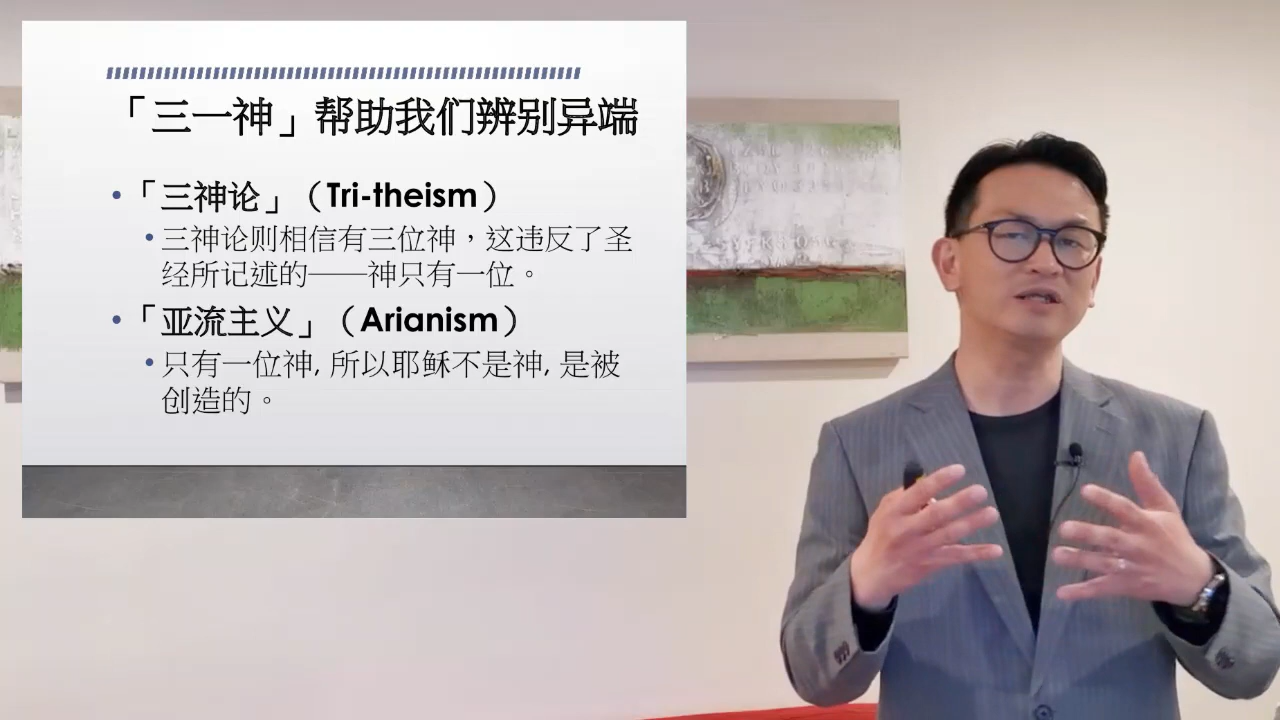 「三一神」帮助我们辨别异端
•「三神论」（Tri-theism）
•三神论则相信有三位神，这违反了圣
经所记述的——神只有一位。
•「亚流主义」（Arianism）
•只有一位神, 所以耶稣不是神, 是被
创造的。